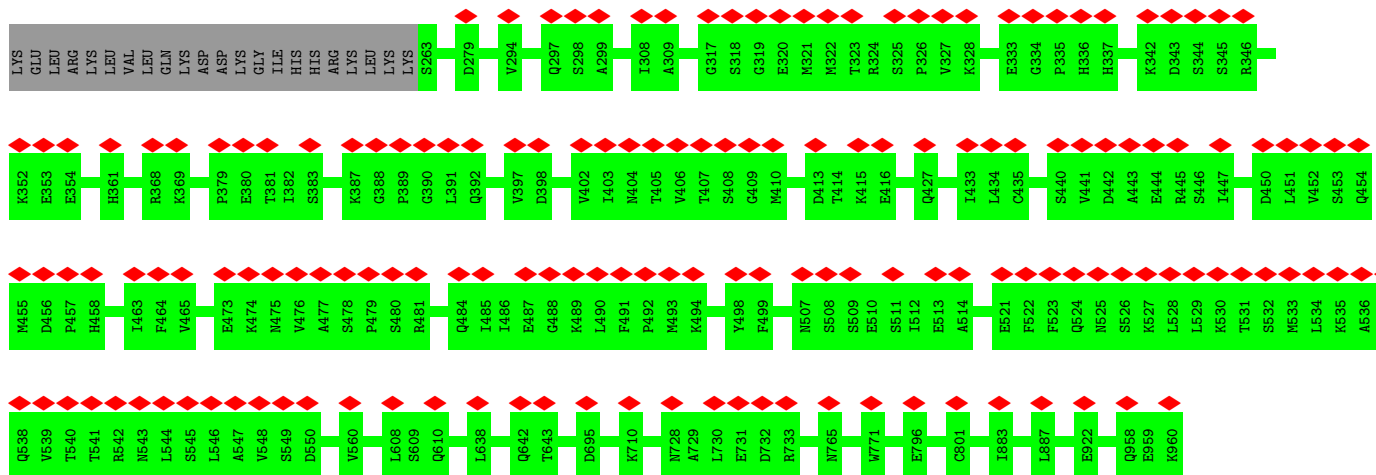 LYS GLU LEU ARG LYS LEU VAL LEU GLN LYS ASP ASP LYS GLY ILE HIS HIS ARG LYS LEU LYS LYS S263 D279 V294 Q297 S298 A299 I308 A309 G317 S318 G319 E320 M321 M322 T323 R324 S325 P326 V327 K328 E333 G334 P335 H336 H337 K342 D343 S344 S345 R346
K352 E353 E354 H361 R368 K369 P379 E380 T381 I382 S383 K387 G388 P389 G390 L391 Q392 V397 D398 V402 I403 N404 T405 V406 T407 S408 G409 M410 D413 T414 K415 E416 Q427 I433 L434 C435 S440 V441 D442 A443 E444 R445 S446 I447 D450 L451 V452 S453 Q454
M455 D456 P457 H458 I463 F464 V465 E473 K474 N475 V476 A477 S478 P479 S480 R481 Q484 I485 I486 E487 G488 K489 L490 F491 P492 M493 K494 Y498 F499 N507 S508 S509 E510 S511 I512 E513 A514 E521 F522 F523 Q524 N525 S526 K527 L528 L529 K530 T531 S532 M533 L534 K535 A536
Q538 V539 T540 T541 R542 N543 L544 S545 L546 A547 V548 S549 D550 V560 L608 S609 Q610 L638 Q642 T643 D695 K710 N728 A729 L730 E731 D732 R733 N765 W771 E796 C801 I883 L887 E922 Q958 E959 K960